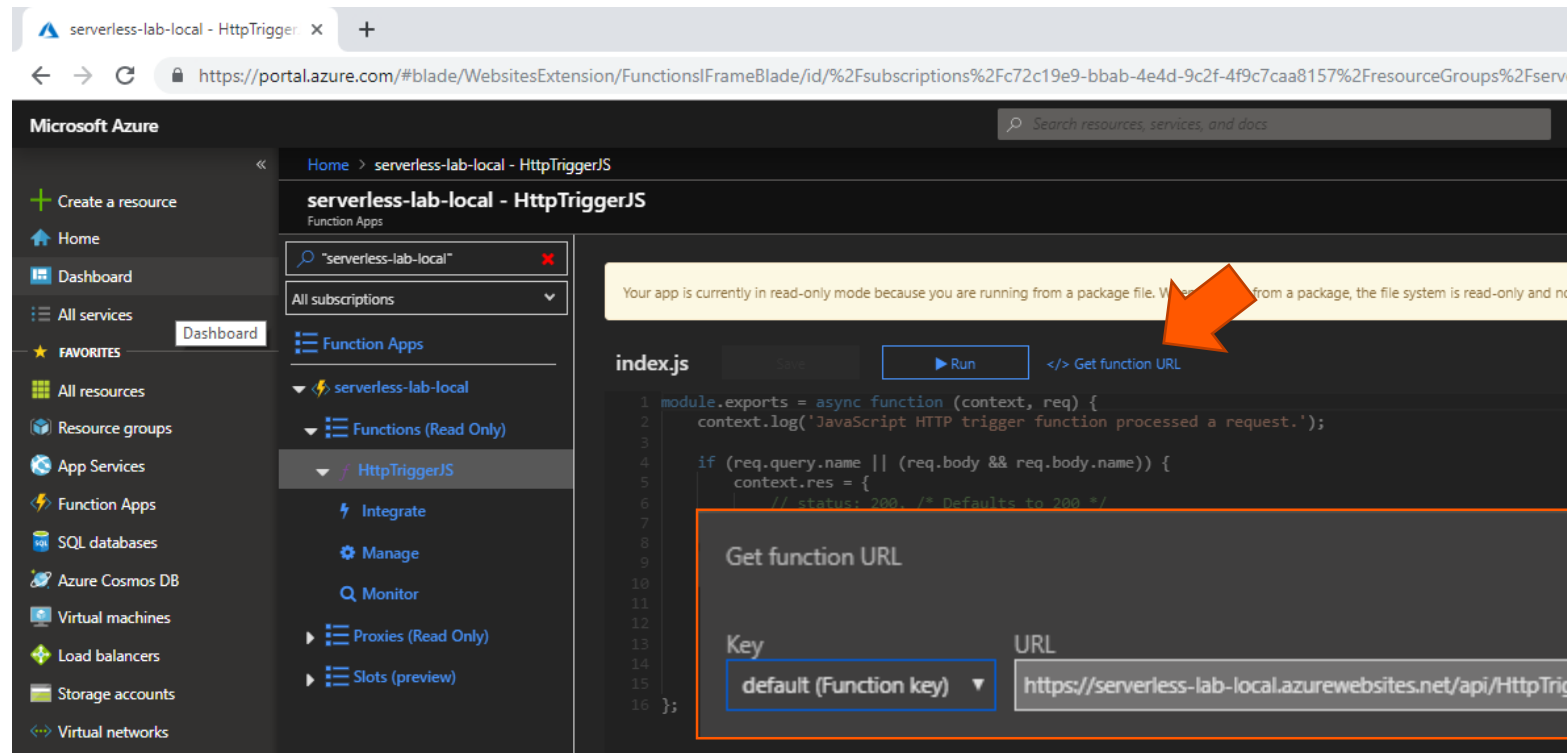 serverless-lab-local - HttpTrigger
https://portal.azure.com/#blade/WebsitesExtension/FunctionsIFrameBlade/id/%2Fsubscriptions%2Fc72c19e9-bbab-4e4d-9c2f-4f9c7caa8157%2FresourceGroups%2Fserv
Microsoft Azure
Search resources, services, and docs
«
Home > serverless-lab-local - HttpTriggerJS
serverless-lab-local - HttpTriggerJS
Function Apps
Create a resource
Home
Dashboard
All services
Dashboard
FAVORITES
All resources
Resource groups
App Services
Function Apps
SQL databases
Azure Cosmos DB
Virtual machines
Load balancers
Storage accounts
Virtual networks
"serverless-lab-local"
All subscriptions
Function Apps
serverless-lab-local
Functions (Read Only)
f HttpTriggerJS
Integrate
Manage
Monitor
Proxies (Read Only)
Slots (preview)
Your app is currently in read-only mode because you are running from a package file. from a package, the file system is read-only and
index.js Save Run </> Get function URL
1 module.exports = async function (context, req) {
2 context.log('JavaScript HTTP trigger function processed a request.');
3
4 if (req.query.name || (req.body && req.body.name)) {
5 context.res = {
6 // status: 200, /* Defaults to 200 */
7
8
9
10
11
12
13
14
15
16 };
Get function URL
Key URL
default (Function key) https://serverless-lab-local.azurewebsites.net/api/HttpTrig